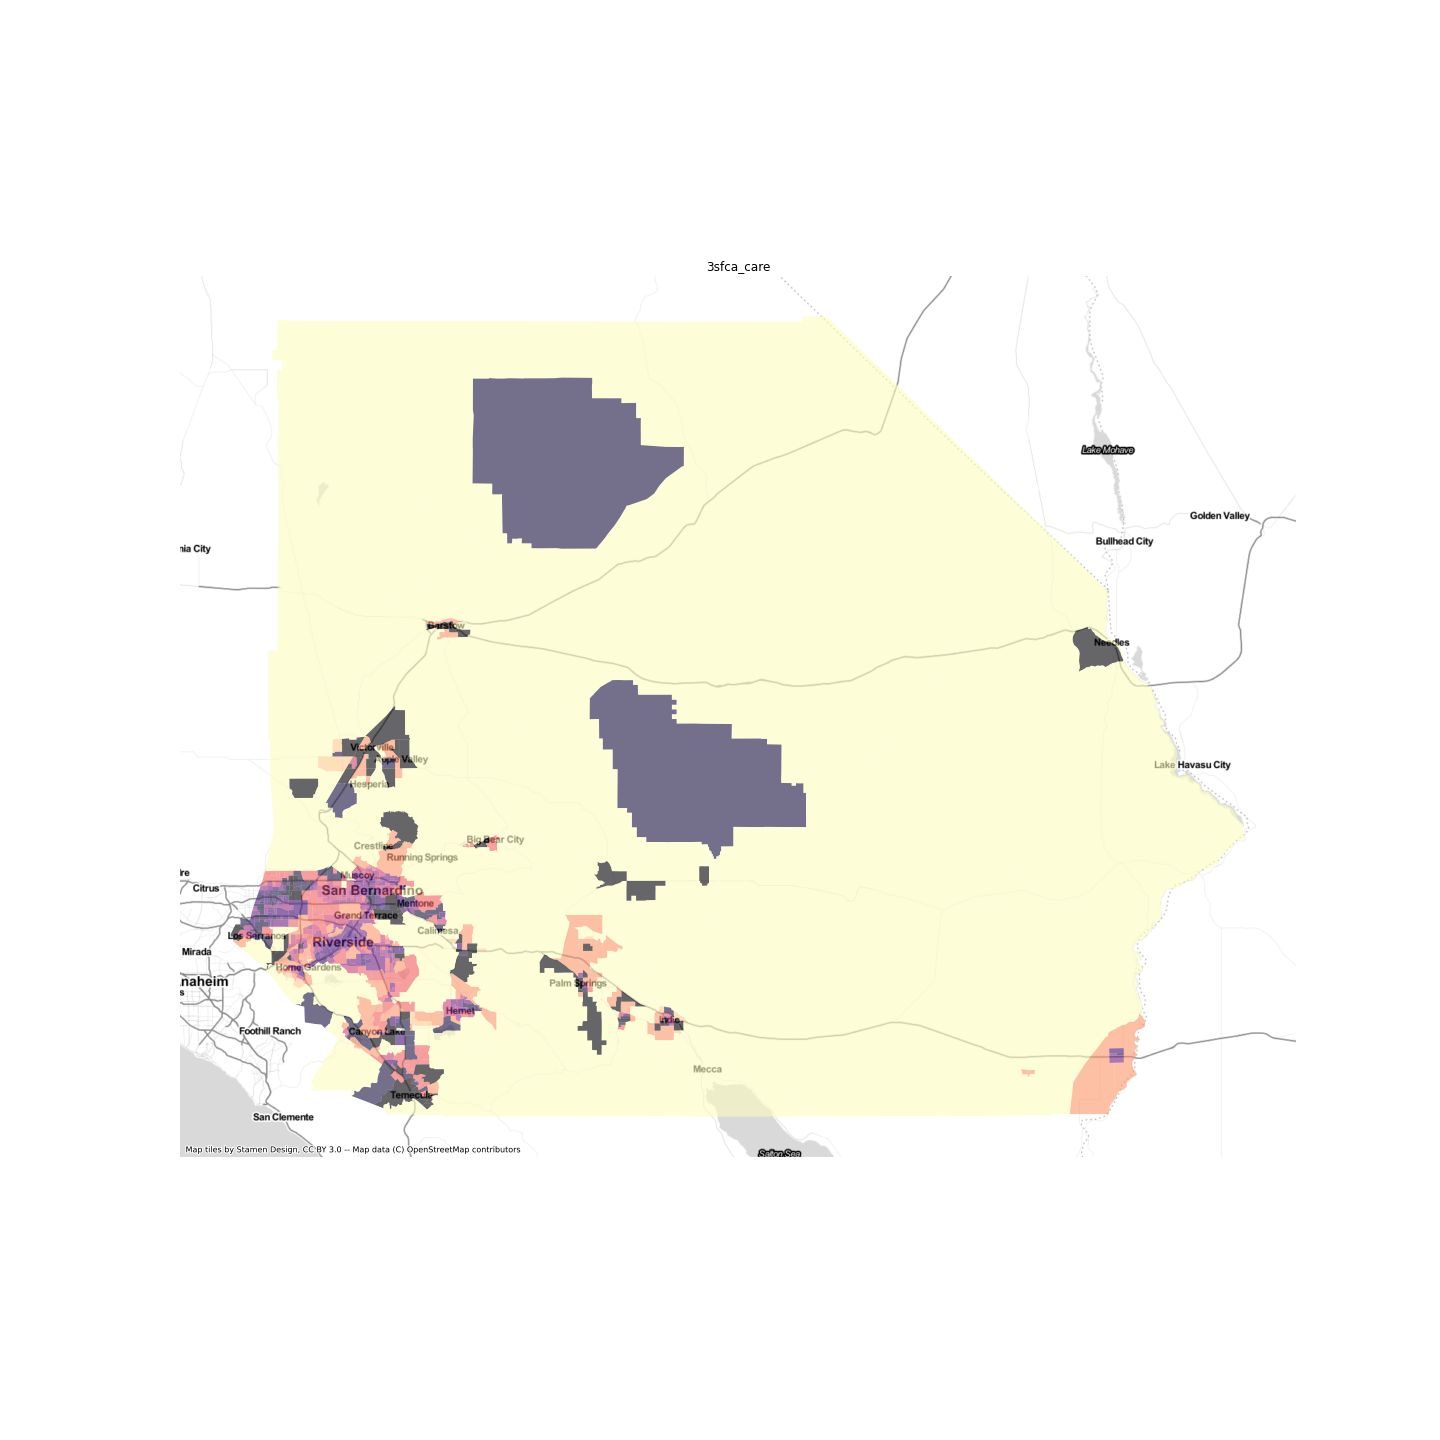 3sfca_care
Lake Mohave
Golden Valley
Bullhead City
nia City
Barstow
Needles
Victorville
Apple Valley
Lake Havasu City
Hesperia
Big Bear City
Crestline
Running Springs
lre
Muscoy
Citrus
San Bernardino
Mentone
Grand Terrace
Calimesa
Los Serranos
Riverside
Mirada
Home Gardens
naheim
Palm Springs
s
Hemet
Indio
Foothill Ranch
Canyon Lake
Mecca
Temecula
San Clemente
Map tiles by Stamen Design, CC BY 3.0 -- Map data (C) OpenStreetMap contributors
Salton Sea